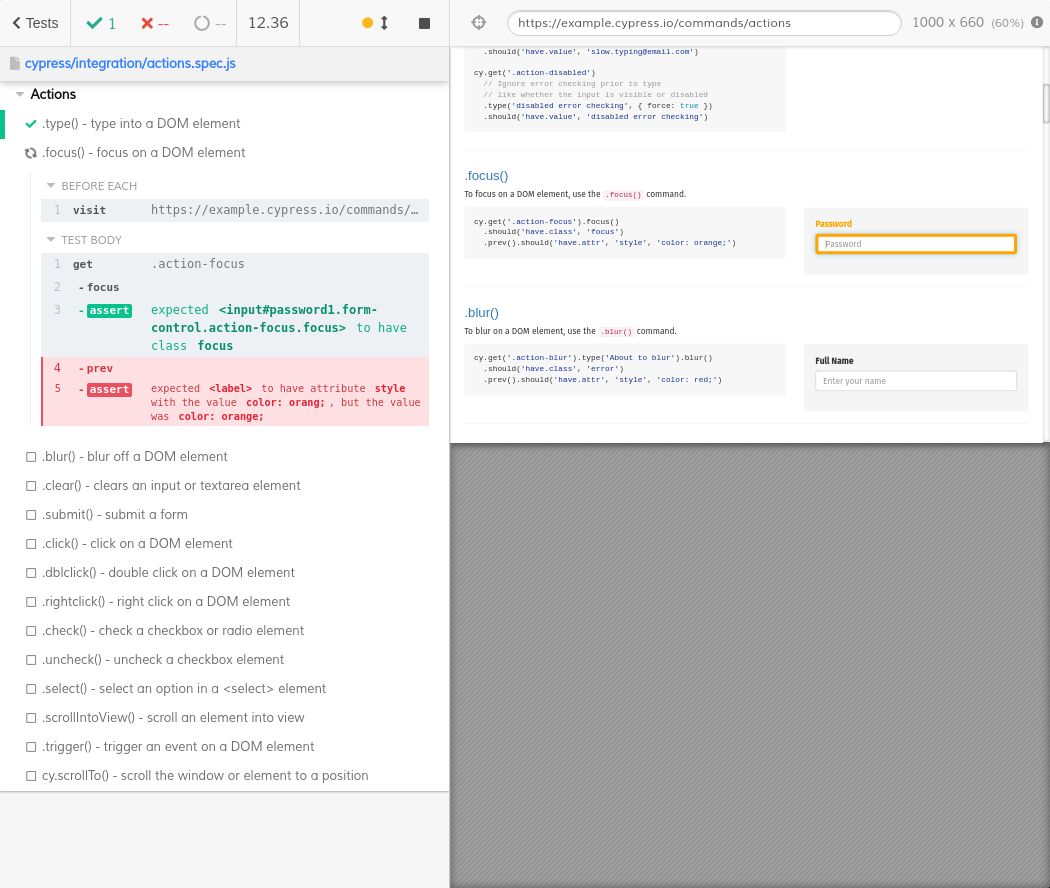 Tests
1
--
--
12.36
cypress/integration/actions.spec.js
Actions
.type() - type into a DOM element
.focus() - focus on a DOM element
BEFORE EACH
1 visit https://example.cypress.io/commands/…
TEST BODY
1 get .action-focus
2 - focus
3 - assert expected <input#password1.form-
control.action-focus.focus> to have
class focus
4 - prev
5 - assert expected <label> to have attribute style
with the value color: orang; , but the value
was color: orange;
.blur() - blur off a DOM element
.clear() - clears an input or textarea element
.submit() - submit a form
.click() - click on a DOM element
.dblclick() - double click on a DOM element
.rightclick() - right click on a DOM element
.check() - check a checkbox or radio element
.uncheck() - uncheck a checkbox element
.select() - select an option in a <select> element
.scrollIntoView() - scroll an element into view
.trigger() - trigger an event on a DOM element
cy.scrollTo() - scroll the window or element to a position
https://example.cypress.io/commands/actions
1000 x 660 (60%)
.should('have.value', 'slow.typing@email.com')
cy.get('.action-disabled')
// Ignore error checking prior to type
// like whether the input is visible or disabled
.type('disabled error checking', { force: true })
.should('have.value', 'disabled error checking')
.focus()
To focus on a DOM element, use the .focus() command.
cy.get('.action-focus').focus()
.should('have.class', 'focus')
.prev().should('have.attr', 'style', 'color: orange;')
Password
Password
.blur()
To blur on a DOM element, use the .blur() command.
cy.get('.action-blur').type('About to blur').blur()
.should('have.class', 'error')
.prev().should('have.attr', 'style', 'color: red;')
Full Name
Enter your name